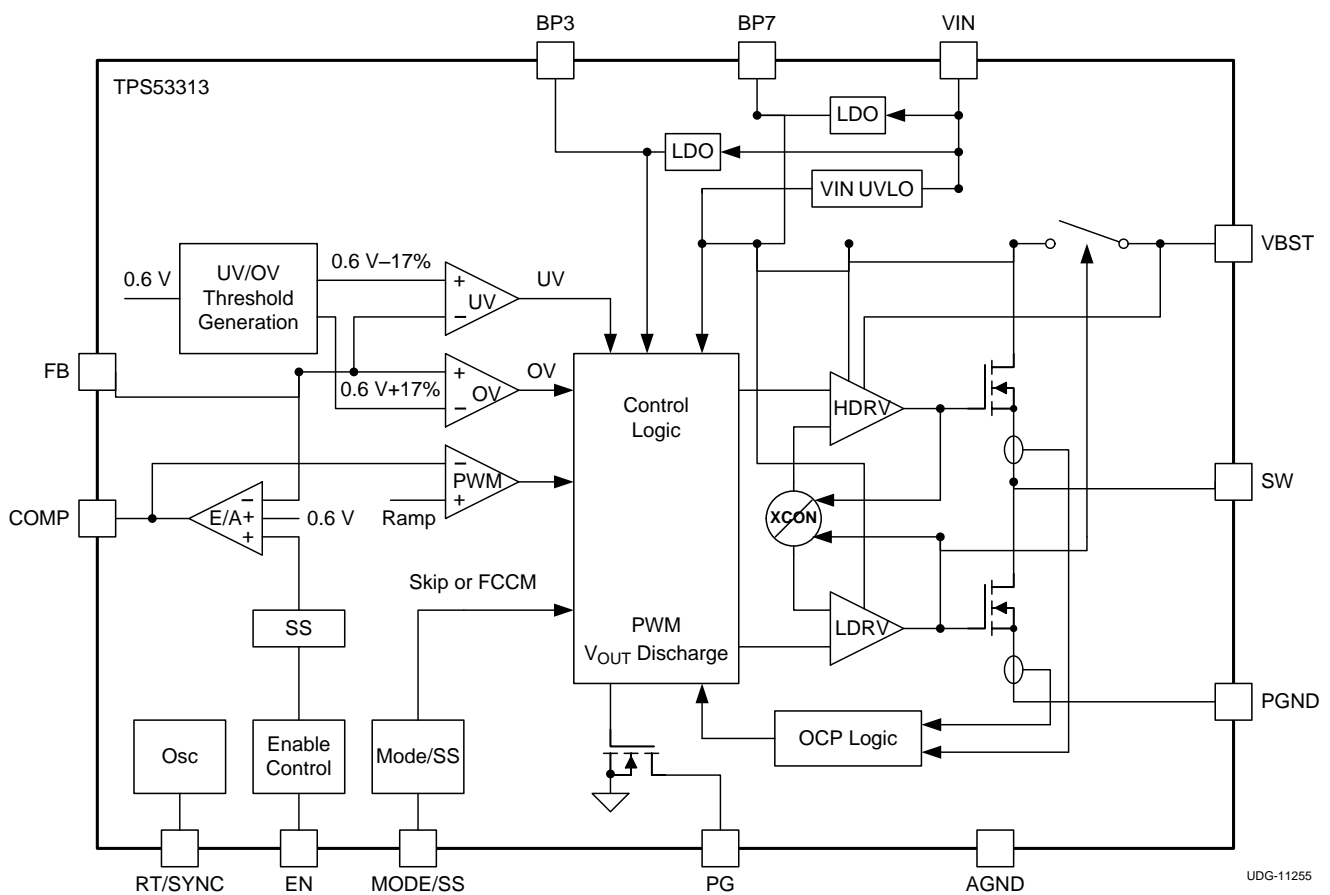 BP3
BP7
VIN
TPS53313
LDO
LDO
VIN UVLO
VBST
0.6 V
UV/OV
Threshold
Generation
0.6 V–17%
+
UV
–
UV
FB
0.6 V+17%
+
OV
–
OV
Control
Logic
HDRV
–
PWM
+
Ramp
COMP
E/A
–
+
+
0.6 V
XCON
SW
Skip or FCCM
SS
PWM
VOUT Discharge
LDRV
PGND
Osc
Enable
Control
Mode/SS
OCP Logic
RT/SYNC
EN
MODE/SS
PG
AGND
UDG-11255